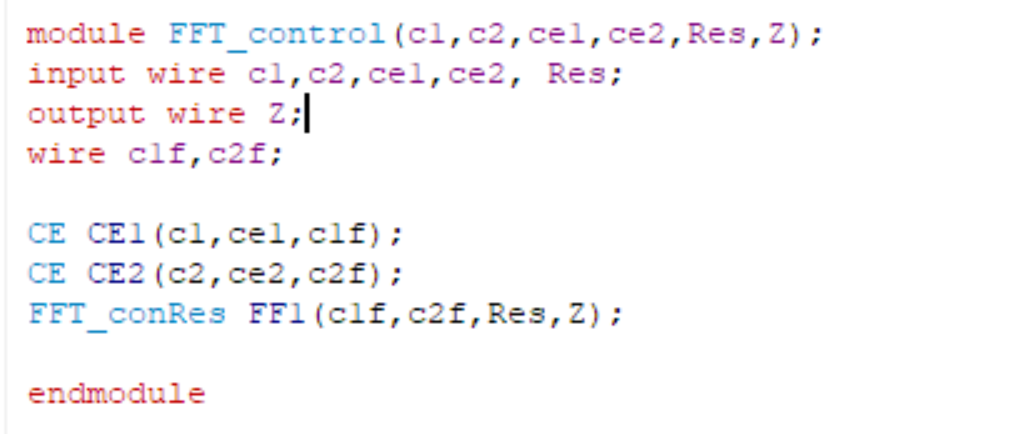 module FFT_control(c1,c2,ce1,ce2,Res,Z);
input wire c1,c2,ce1,ce2, Res;
output wire Z;
wire c1f,c2f;
CE CE1(c1,ce1,c1f);
CE CE2(c2,ce2,c2f);
FFT_conRes FF1(c1f,c2f,Res,Z);
endmodule